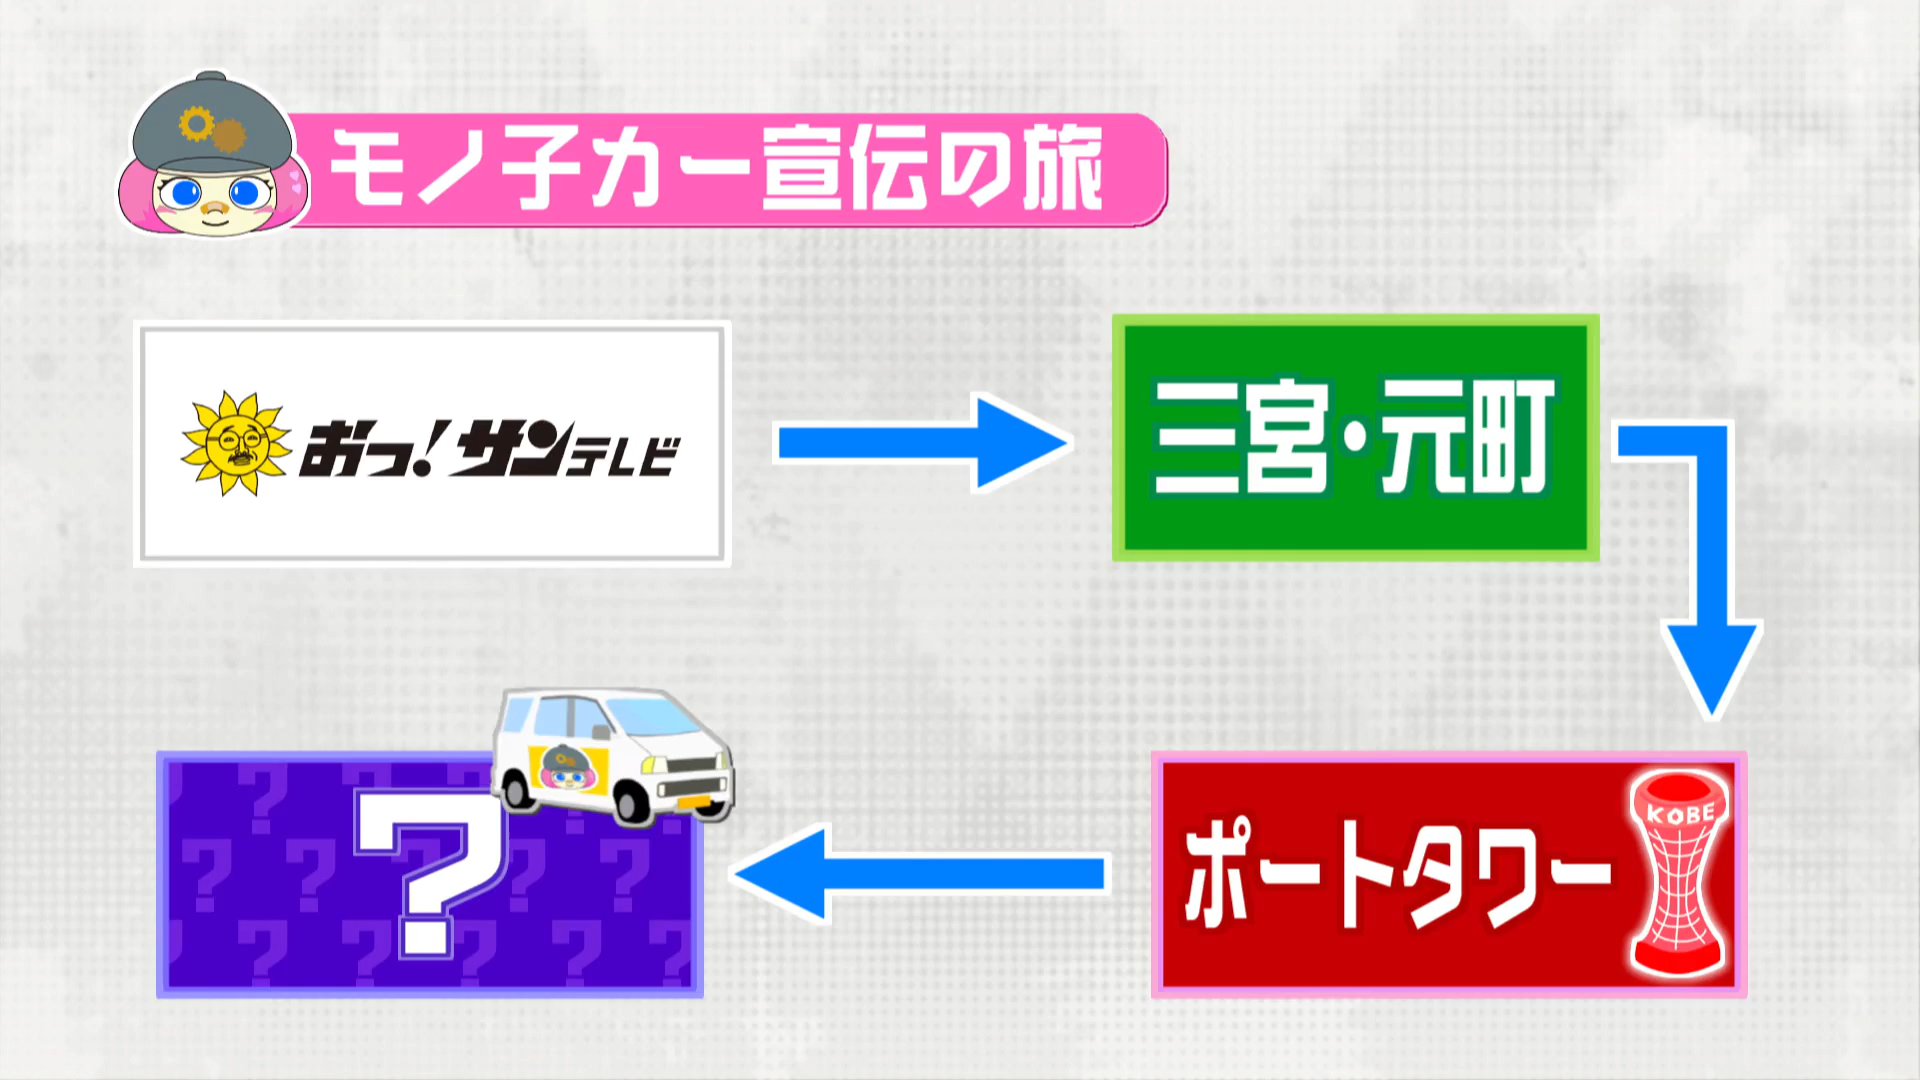 モノ子カー宣伝の旅
おっ!サンテレビ
三宮・元町
ポートタワー
KOBE
?